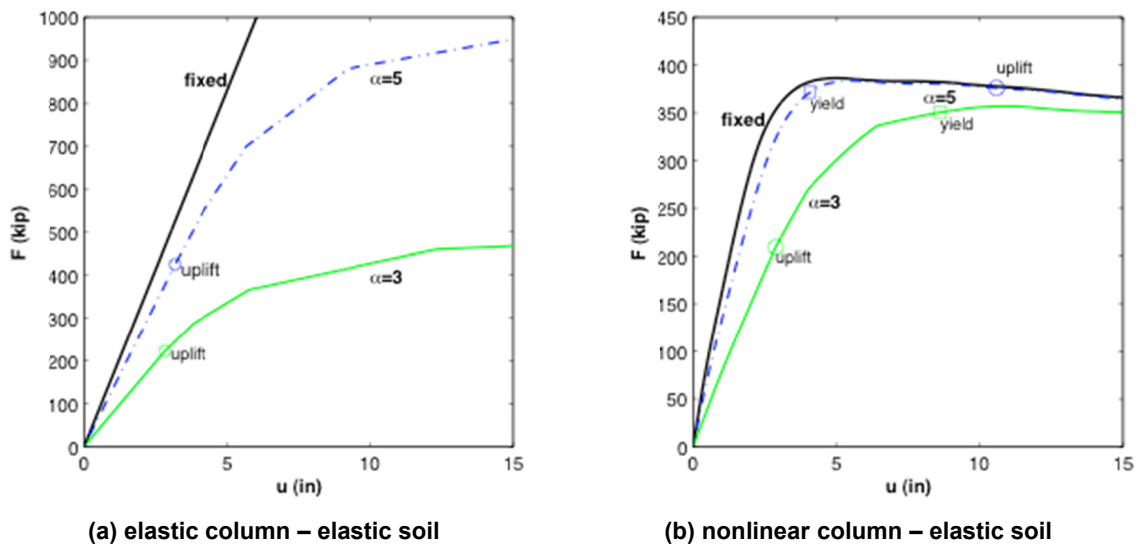 1000
900
800
700
600
500
400
300
200
100
0
F (kip)
fixed
α=5
uplift
α=3
uplift
0 5 10 15
u (in)
(a) elastic column – elastic soil
450
400
350
300
250
200
150
100
50
0
F (kip)
uplift
fixed
yield
α=5
yield
α=3
uplift
0 5 10 15
u (in)
(b) nonlinear column – elastic soil